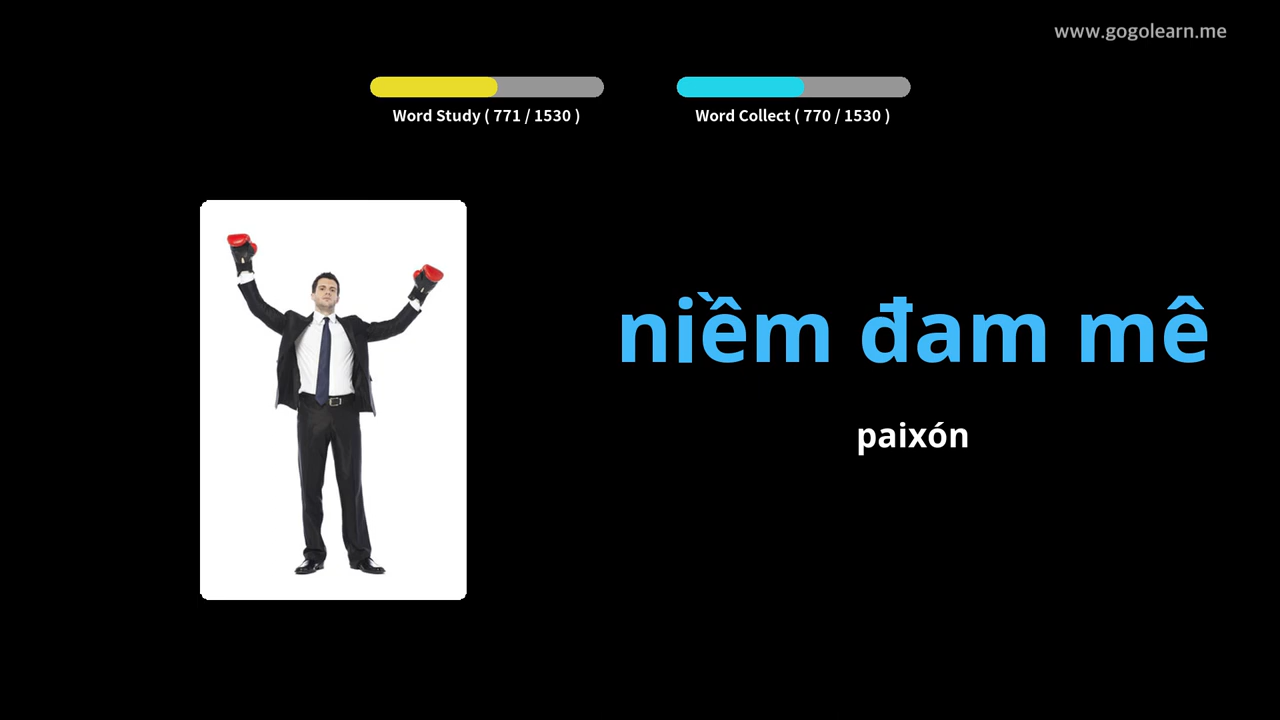 www.gogolearn.me
Word Study ( 771 / 1530 )
Word Collect ( 770 / 1530 )
niềm đam mê
paixón